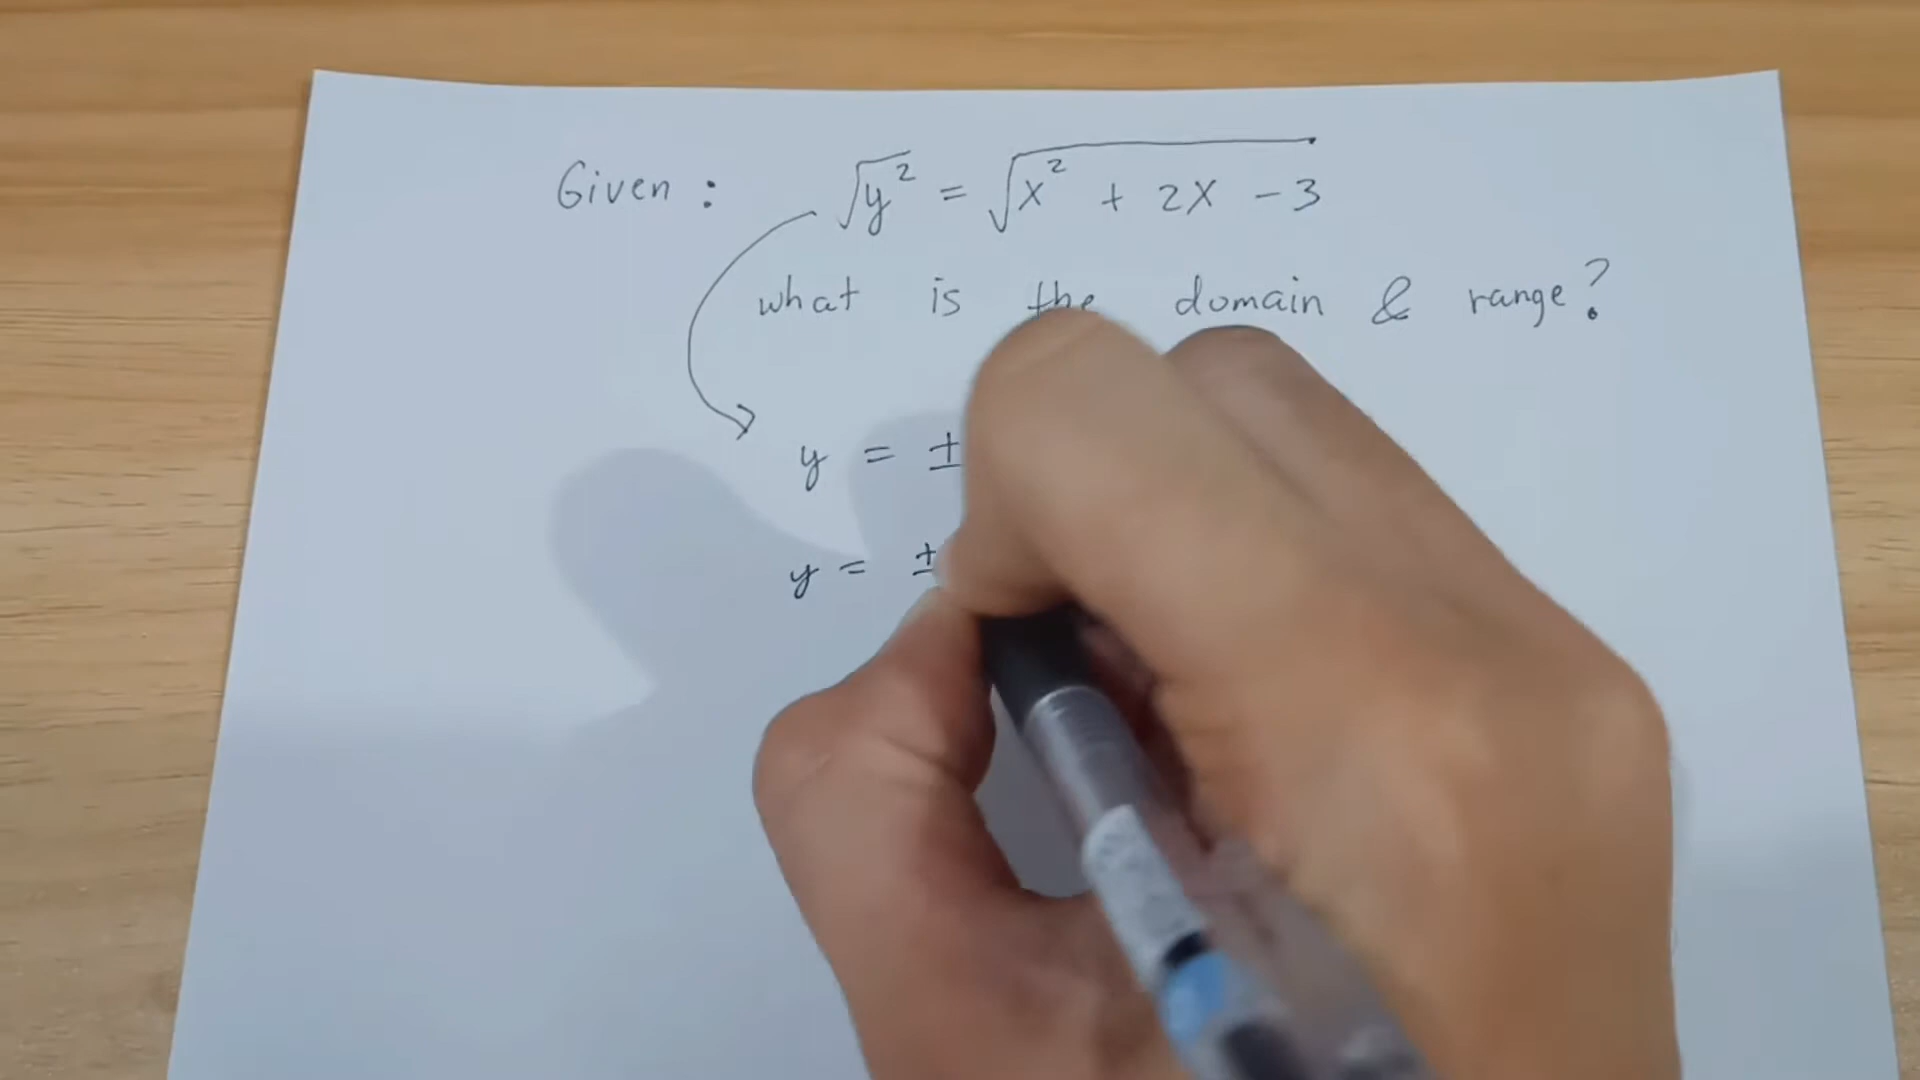 Given : √y² = √x² + 2x - 3
what is the domain & range?
y = ±
y = ±